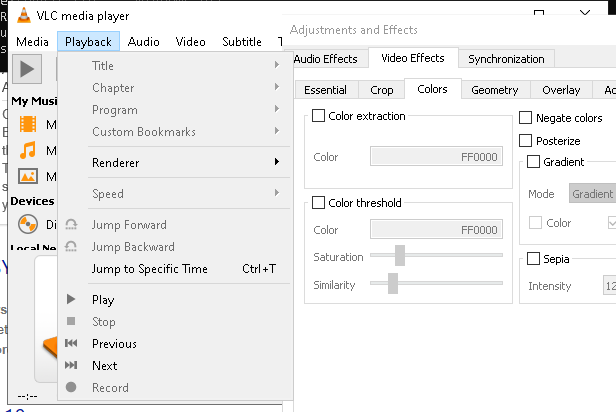 VLC media player
Media Playback Audio Video Subtitle T
Title
Chapter
Program
Custom Bookmarks
Renderer
Speed
Jump Forward
Jump Backward
Jump to Specific Time Ctrl+T
Play
Stop
Previous
Next
Record
My Mus
M
M
M
Devices
Di
Local Ne
--:--
Adjustments and Effects
Audio Effects Video Effects Synchronization
Essential Crop Colors Geometry Overlay
Color extraction
Color FF0000
Color threshold
Color FF0000
Saturation
Similarity
Negate colors
Posterize
Gradient
Mode Gradient
Color
Sepia
Intensity 12